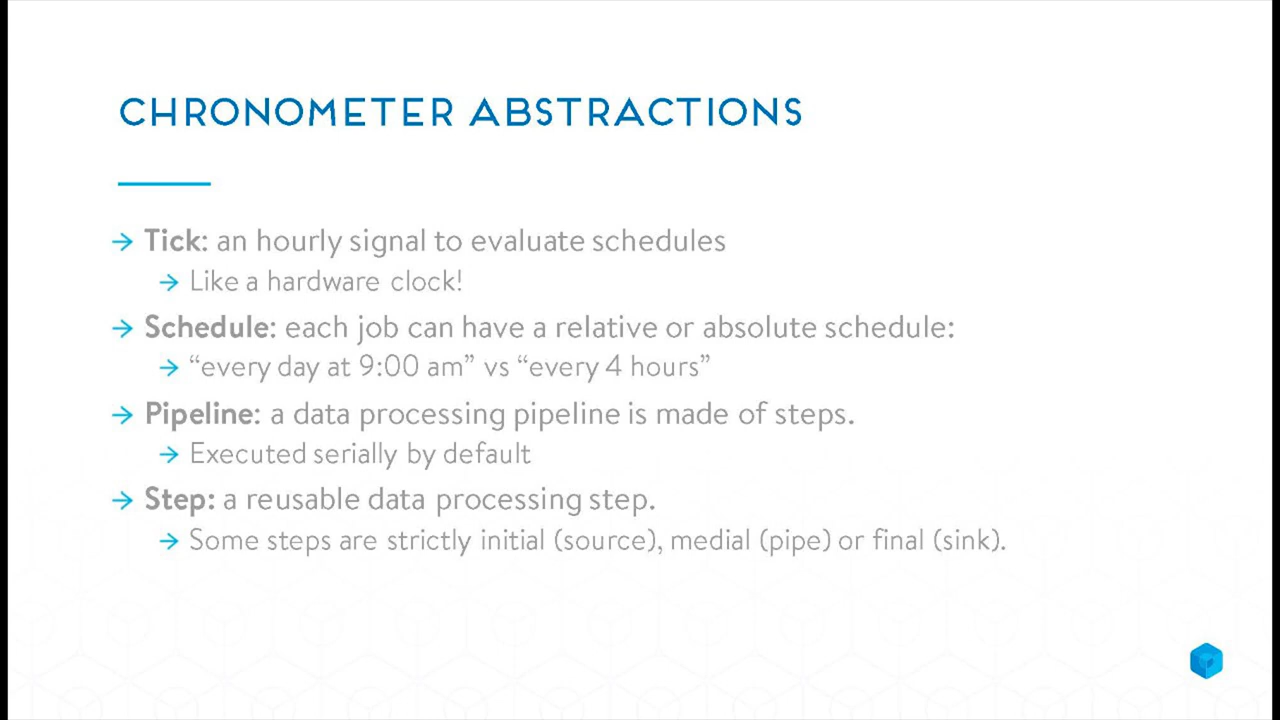 CHRONOMETER ABSTRACTIONS
→ Tick: an hourly signal to evaluate schedules
→ Like a hardware clock!
→ Schedule: each job can have a relative or absolute schedule:
→ “every day at 9:00 am” vs “every 4 hours”
→ Pipeline: a data processing pipeline is made of steps.
→ Executed serially by default
→ Step: a reusable data processing step.
→ Some steps are strictly initial (source), medial (pipe) or final (sink).